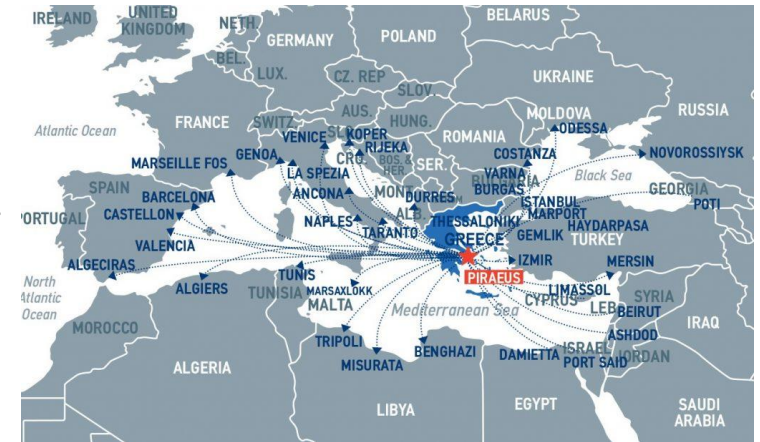 IRELAND
UNITED
KINGDOM
NETH.
BELARUS
GERMANY
POLAND
BEL.
LUX.
CZ. REP
SLOV.
UKRAINE
FRANCE
SWITZ
AUS.
HUNG.
MOLDOVA
ODESSA
RUSSIA
Atlantic Ocean
VENICE
KOPER
RIJEKA
CRO.
BOS. &
HER.
SER.
ROMANIA
COSTANZA
NOVOROSSIYSK
MARSEILLE FOS
GENOA
LA SPEZIA
VARNA
BURGAS
BULGARIA
Black Sea
SPAIN
BARCELONA
ANCONA
MONT.
DURRES
ALB.
ISTANBUL
MARPORT
GEORGIA
POTI
PORTUGAL
CASTELLON
NAPLES
TARANTO
THESSALONIKI
GREECE
GEMLIK
HAYDARPASA
TURKEY
VALENCIA
ALGECIRAS
TUNIS
PIRAEUS
IZMIR
MERSIN
North
Atlantic
Ocean
ALGIERS
TUNISIA
MARSAXLOKK
MALTA
Mediterranean Sea
LIMASSOL
CYPRUS
LEB.
BEIRUT
SYRIA
MOROCCO
TRIPOLI
MISURATA
BENGHAZI
DAMIETTA
ISRAEL
PORT SAID
ASHDOD
JORDAN
IRAQ
ALGERIA
LIBYA
EGYPT
SAUDI
ARABIA